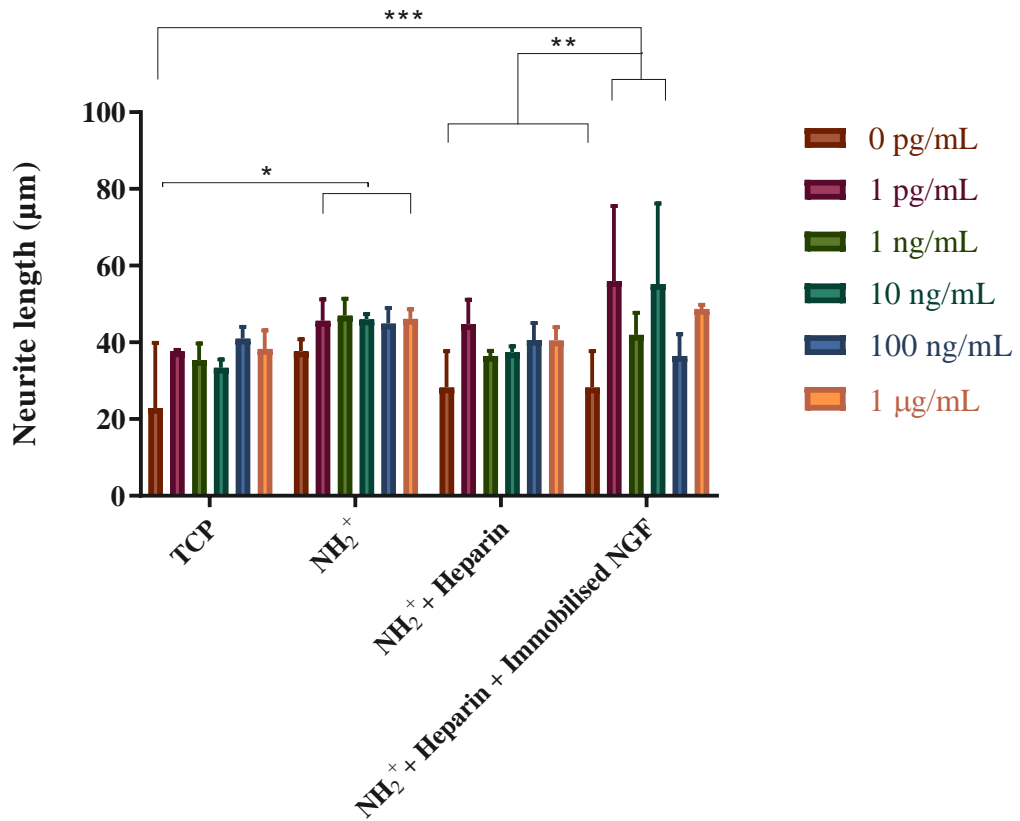 ***
**
*
Neurite length (µm)
100
80
60
40
20
0
TCP
NH₂⁺
NH₂⁺ + Heparin
NH₂⁺ + Heparin + Immobilised NGF
0 pg/mL
1 pg/mL
1 ng/mL
10 ng/mL
100 ng/mL
1 µg/mL